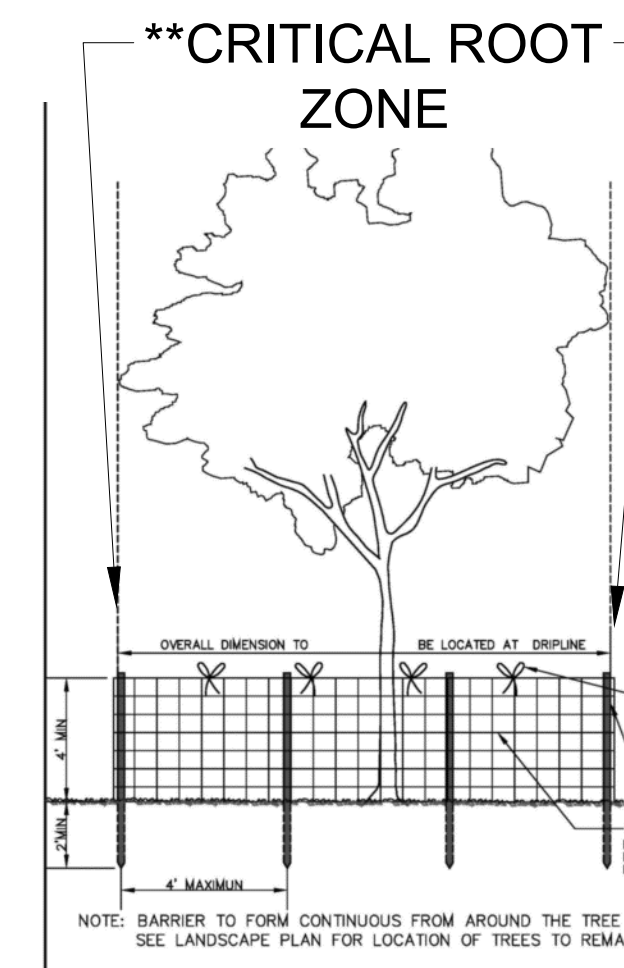 **CRITICAL ROOT
ZONE
OVERALL DIMENSION TO BE LOCATED AT DRIPLINE
4' MIN
2'MIN
4' MAXIMUN
NOTE: BARRIER TO FORM CONTINUOUS FROM AROUND THE TREE
SEE LANDSCAPE PLAN FOR LOCATION OF TREES TO REMA